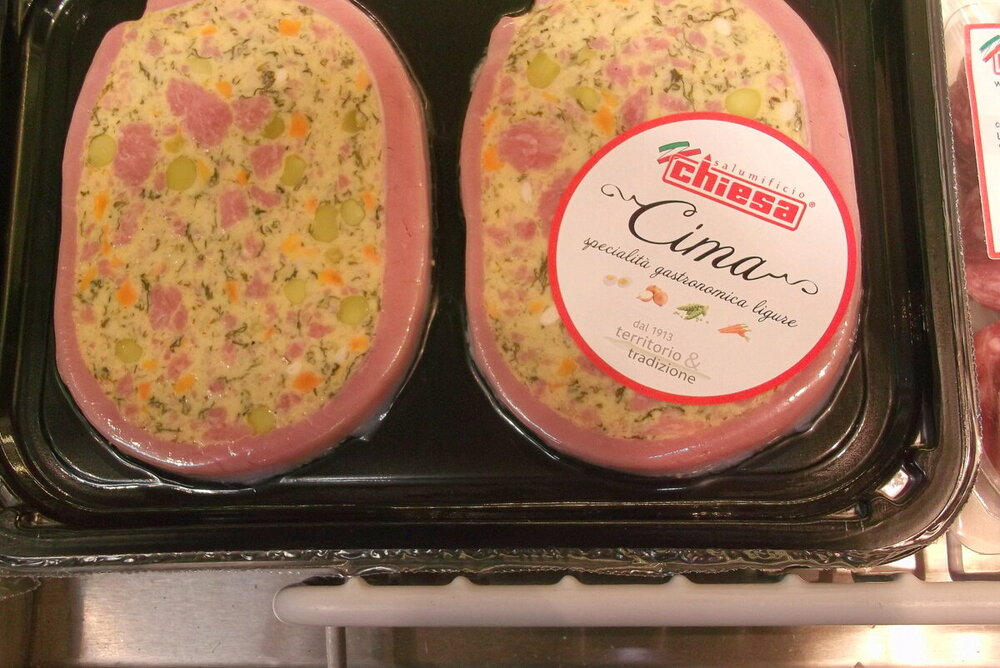 salumificio
chiesa®
Cima
specialità gastronomica ligure
dal 1913
territorio &
tradizione